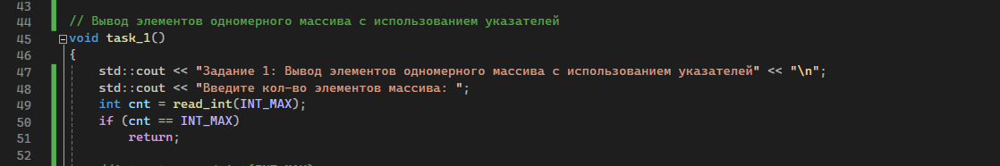 43
44 // Вывод элементов одномерного массива с использованием указателей
45 void task_1()
46 {
47 std::cout << "Задание 1: Вывод элементов одномерного массива с использованием указателей" << "\n";
48 std::cout << "Введите кол-во элементов массива: ";
49 int cnt = read_int(INT_MAX);
50 if (cnt == INT_MAX)
51 return;
52